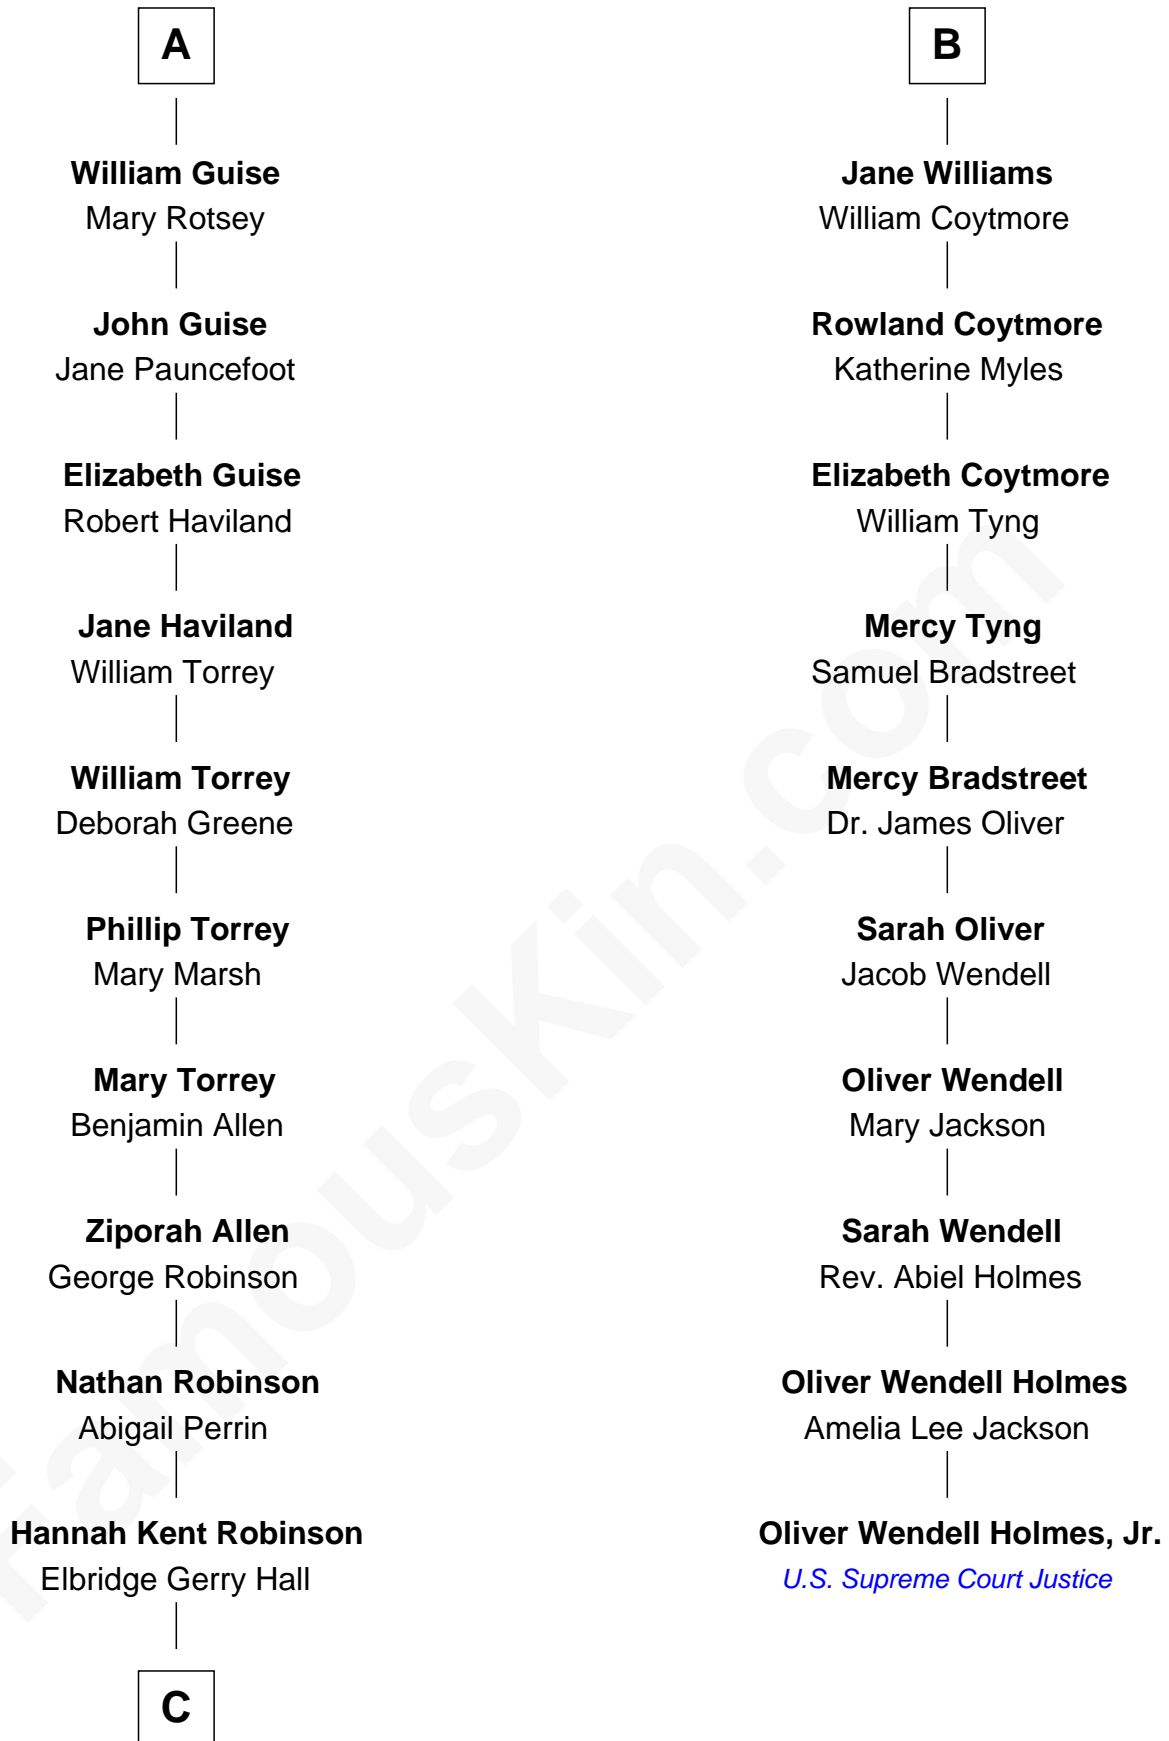 A
William Guise
Mary Rotsey
John Guise
Jane Pauncefoot
Elizabeth Guise
Robert Haviland
Jane Haviland
William Torrey
William Torrey
Deborah Greene
Phillip Torrey
Mary Marsh
Mary Torrey
Benjamin Allen
Ziporah Allen
George Robinson
Nathan Robinson
Abigail Perrin
Hannah Kent Robinson
Elbridge Gerry Hall
C
B
Jane Williams
William Coytmore
Rowland Coytmore
Katherine Myles
Elizabeth Coytmore
William Tyng
Mercy Tyng
Samuel Bradstreet
Mercy Bradstreet
Dr. James Oliver
Sarah Oliver
Jacob Wendell
Oliver Wendell
Mary Jackson
Sarah Wendell
Rev. Abiel Holmes
Oliver Wendell Holmes
Amelia Lee Jackson
Oliver Wendell Holmes, Jr.
U.S. Supreme Court Justice
FamousKin.com